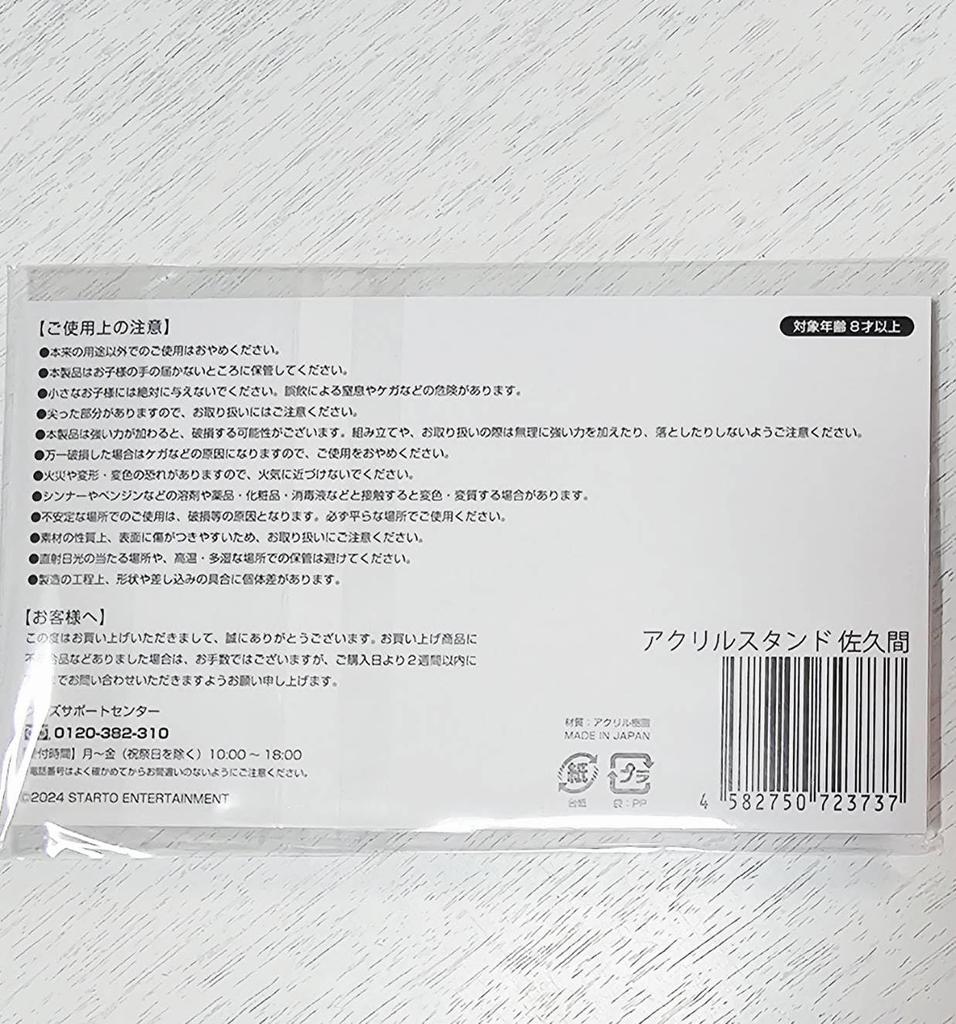 【ご使用上の注意】
対象年齢8才以上
●本来の用途以外でのご使用はおやめください。
●本製品はお子様の手の届かないところに保管してください。
●小さなお子様には絶対に与えないでください。誤飲による窒息やケガなどの危険があります。
●尖った部分がありますので、お取り扱いにはご注意ください。
●本製品は強い力が加わると、破損する可能性がございます。組み立てや、お取り扱いの際は無理に強い力を加えたり、落としたりしないようご注意ください。
●万一破損した場合はケガなどの原因になりますので、ご使用をおやめください。
●火災や変形・変色の恐れがありますので、火気に近づけないでください。
●シンナーやベンジンなどの溶剤や薬品・化粧品・消毒液などと接触すると変色・変質する場合があります。
●不安定な場所でのご使用は、破損等の原因となります。必ず平らな場所でご使用ください。
●素材の性質上、表面に傷がつきやすいため、お取り扱いにご注意ください。
●直射日光の当たる場所や、高温・多湿な場所での保管は避けてください。
●製造の工程上、形状や差し込みの具合に個体差があります。
【お客様へ】
この度はお買い上げいただきまして、誠にありがとうございます。お買い上げ商品に
不 合品などありました場合は、お手数ではございますが、ご購入日より2週間以内に
でお問い合わせいただきますようお願い申し上げます。
ズサポートセンター
0120-382-310
付時間】月〜金（祝祭日を除く）10:00〜18:00
電話番号はよく確かめてからお間違いのないようにご注意ください。
©2024 STARTO ENTERTAINMENT
アクリルスタンド 佐久間
材質：アクリル樹脂
MADE IN JAPAN
紙
台紙
プラ
袋：PP
4 582750 723737